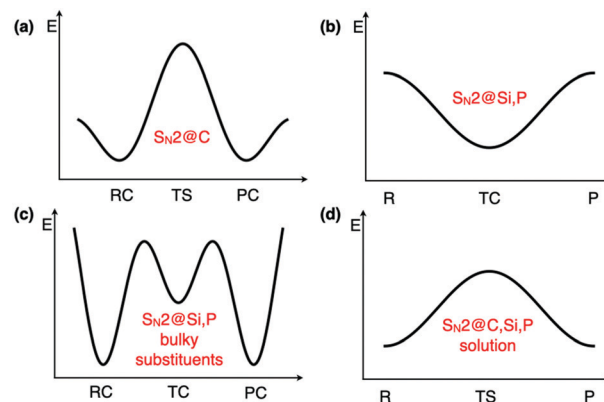 (a)
E
SN2@C
RC TS PC
(b)
E
SN2@Si,P
R TC P
(c)
E
SN2@Si,P
bulky
substituents
RC TC PC
(d)
E
SN2@C,Si,P
solution
R TS P